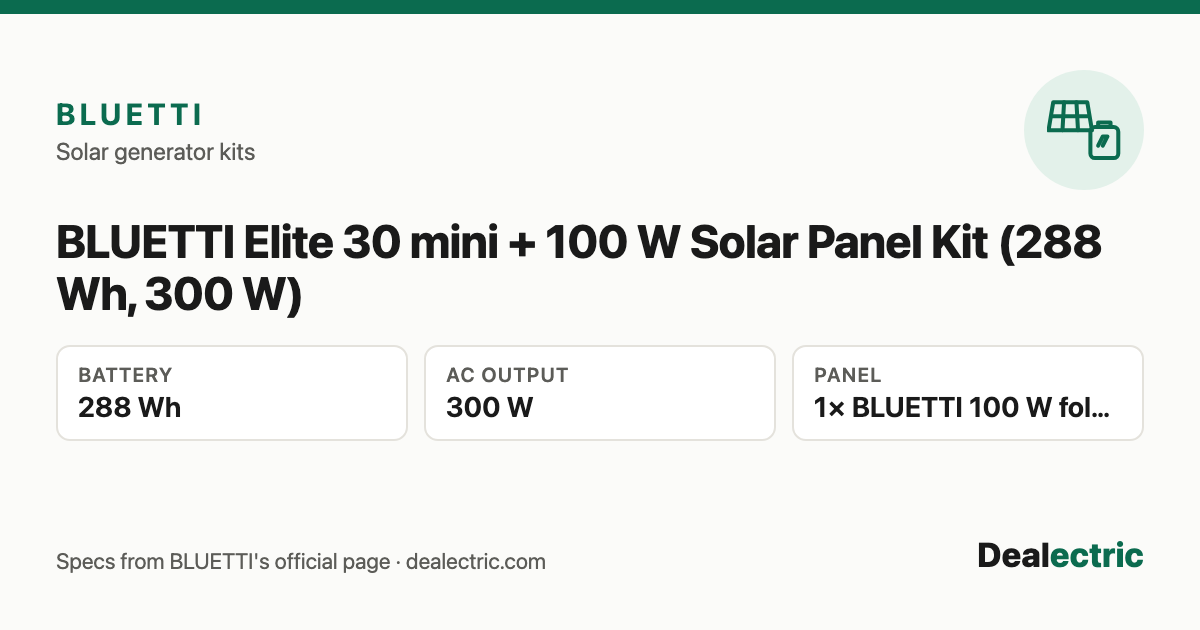 BLUETTI
Solar generator kits
BLUETTI Elite 30 mini + 100 W Solar Panel Kit (288
Wh, 300 W)
BATTERY
288 Wh
AC OUTPUT
300 W
PANEL
1× BLUETTI 100 W fol…
Specs from BLUETTI's official page · dealectric.com
Dealectric